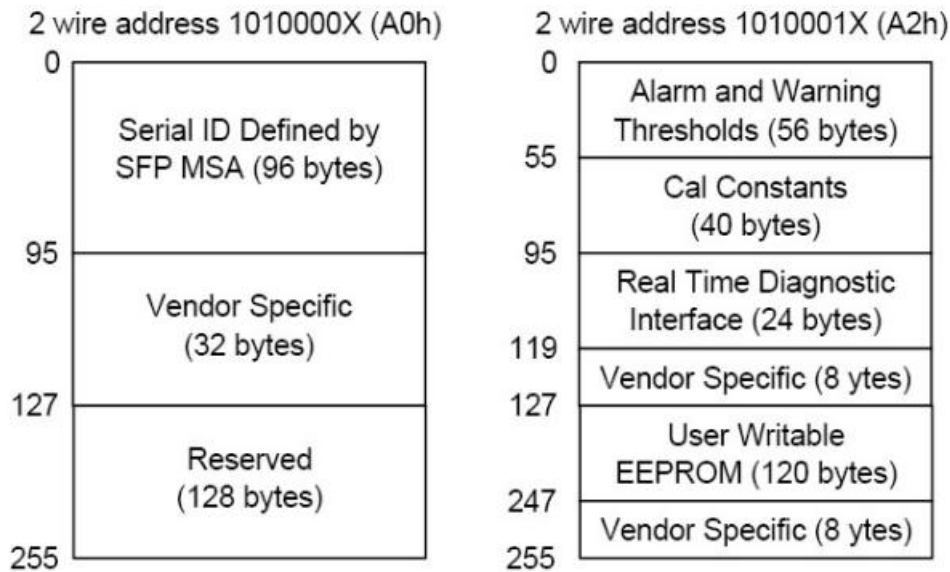 2 wire address 1010000X (A0h)
0
Serial ID Defined by
SFP MSA (96 bytes)
95
Vendor Specific
(32 bytes)
127
Reserved
(128 bytes)
255
2 wire address 1010001X (A2h)
0
Alarm and Warning
Thresholds (56 bytes)
55
Cal Constants
(40 bytes)
95
Real Time Diagnostic
Interface (24 bytes)
119
Vendor Specific (8 ytes)
127
User Writable
EEPROM (120 bytes)
247
Vendor Specific (8 ytes)
255